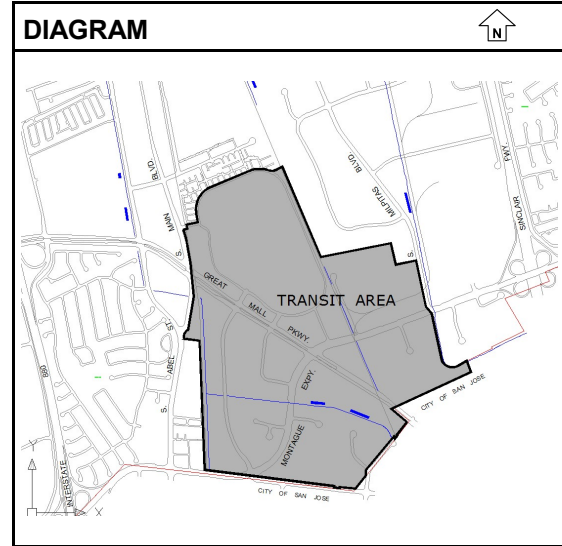 DIAGRAM
N
BLVD.
MAIN
S.
BLVD.
MILPITAS
S.
FWY.
SINCLAIR
GREAT
MALL
PKWY.
TRANSIT AREA
ST.
ABEL
S.
EXPY.
MONTAGUE
880
INTERSTATE
CITY OF SAN JOSE
CITY OF SAN JOSE
Y
X